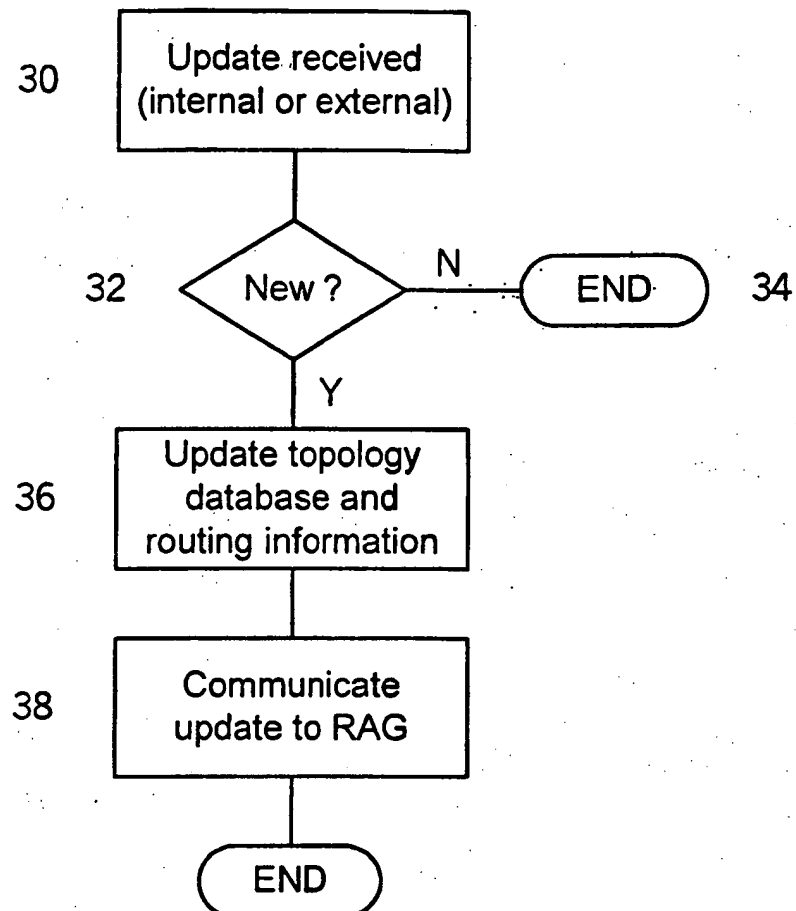 30
Update received
(internal or external)
32
New ?
N
END
34
Y
36
Update topology
database and
routing information
38
Communicate
update to RAG
END